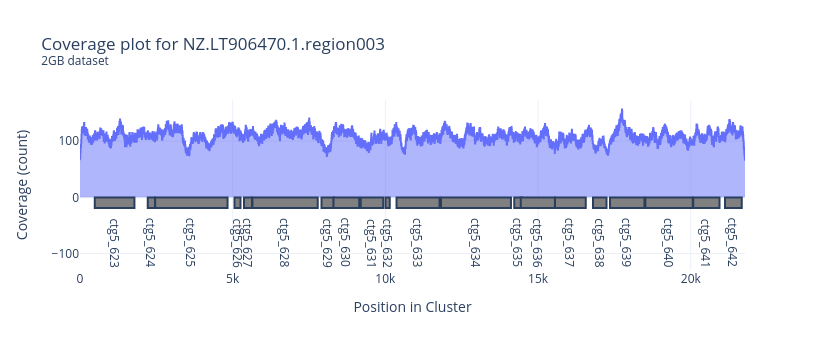 Coverage plot for NZ.LT906470.1.region003
2GB dataset
Coverage (count)
100
0
−100
ctg5_623
ctg5_624
ctg5_625
ctg5_626
ctg5_627
ctg5_628
ctg5_629
ctg5_630
ctg5_631
ctg5_632
ctg5_633
ctg5_634
ctg5_635
ctg5_636
ctg5_637
ctg5_638
ctg5_639
ctg5_640
ctg5_641
ctg5_642
0
5k
10k
15k
20k
Position in Cluster